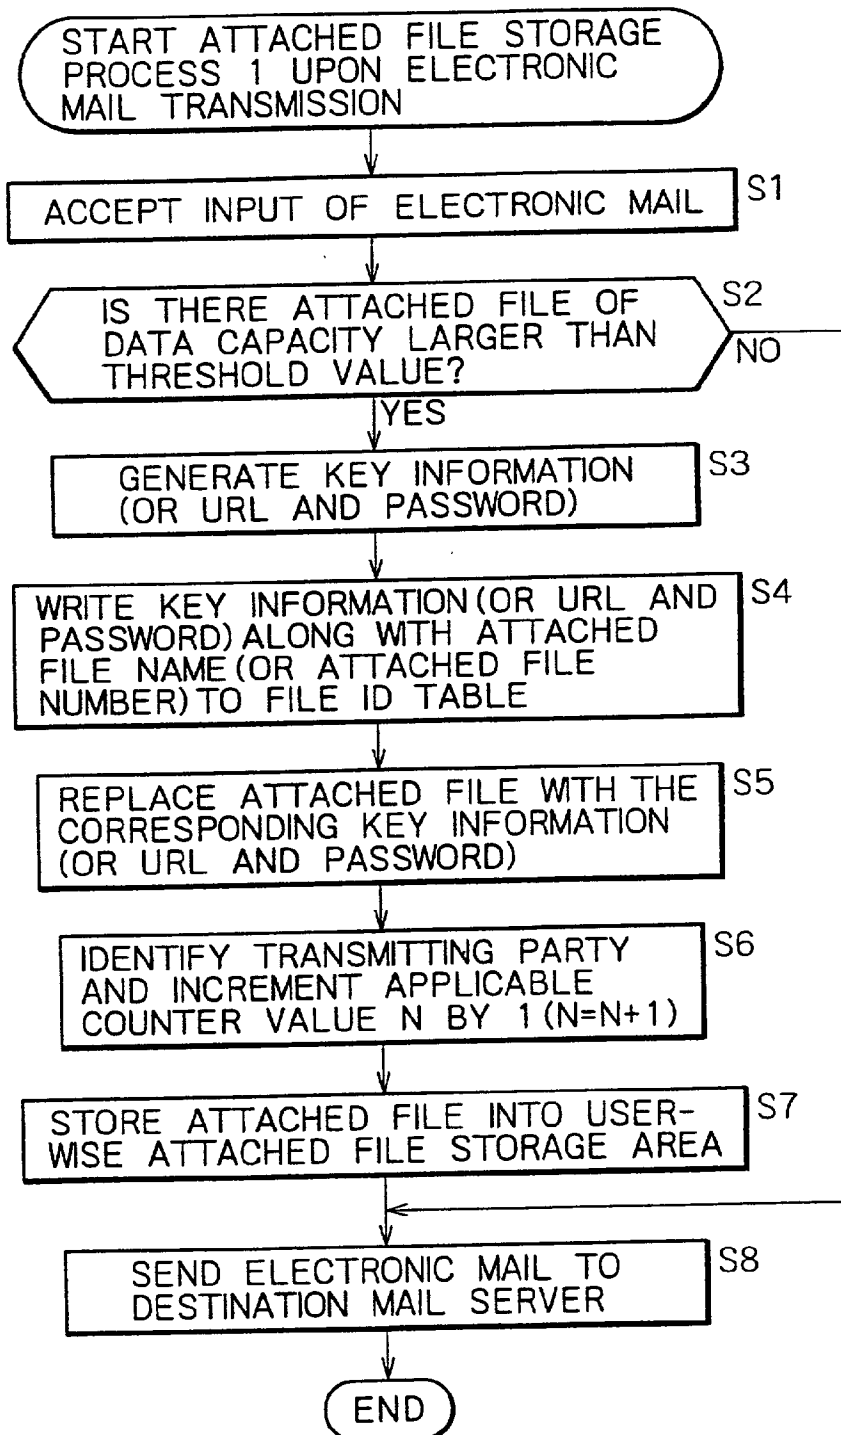 START ATTACHED FILE STORAGE
PROCESS 1 UPON ELECTRONIC
MAIL TRANSMISSION
S1
ACCEPT INPUT OF ELECTRONIC MAIL
S2
IS THERE ATTACHED FILE OF
DATA CAPACITY LARGER THAN
THRESHOLD VALUE?
NO
YES
S3
GENERATE KEY INFORMATION
(OR URL AND PASSWORD)
S4
WRITE KEY INFORMATION(OR URL AND
PASSWORD)ALONG WITH ATTACHED
FILE NAME(OR ATTACHED FILE
NUMBER)TO FILE ID TABLE
S5
REPLACE ATTACHED FILE WITH THE
CORRESPONDING KEY INFORMATION
(OR URL AND PASSWORD)
S6
IDENTIFY TRANSMITTING PARTY
AND INCREMENT APPLICABLE
COUNTER VALUE N BY 1(N=N+1)
S7
STORE ATTACHED FILE INTO USER-
WISE ATTACHED FILE STORAGE AREA
S8
SEND ELECTRONIC MAIL TO
DESTINATION MAIL SERVER
END